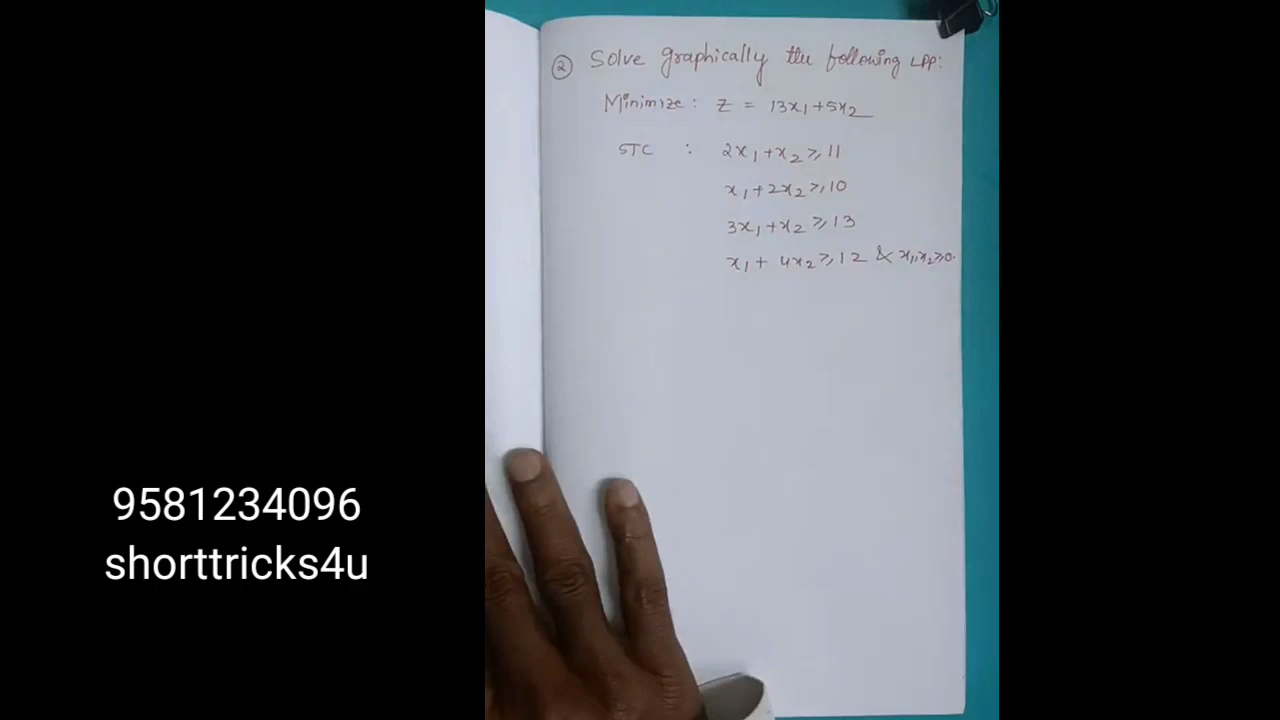 ② Solve graphically the following LPP:
Minimize: Z = 13x₁+5x₂
STC : 2x₁+x₂ ≥ 11
x₁+2x₂ ≥ 10
3x₁+x₂ ≥ 13
x₁+ 4x₂ ≥ 12 & x₁,x₂ ≥ 0.
9581234096
shorttricks4u